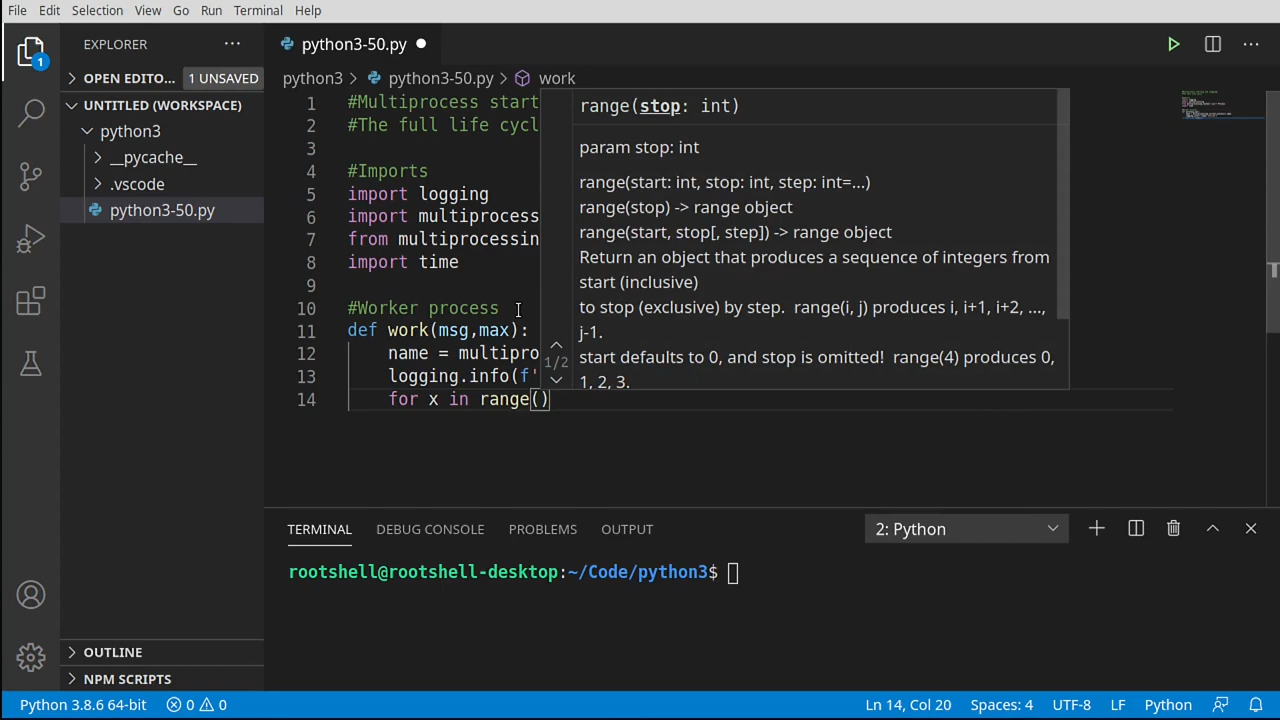 File Edit Selection View Go Run Terminal Help
EXPLORER
python3-50.py
1
OPEN EDITO... 1 UNSAVED
python3 > python3-50.py > work
UNTITLED (WORKSPACE)
python3
__pycache__
.vscode
python3-50.py
1 #Multiprocess start
2 #The full life cycl
3
4 #Imports
5 import logging
6 import multiprocess
7 from multiprocessin
8 import time
9
10 #Worker process
11 def work(msg,max):
12 name = multipro
13 logging.info(f'
14 for x in range()
range(stop: int)
param stop: int
range(start: int, stop: int, step: int=...)
range(stop) -> range object
range(start, stop[, step]) -> range object
Return an object that produces a sequence of integers from
start (inclusive)
to stop (exclusive) by step. range(i, j) produces i, i+1, i+2, ...,
j-1.
start defaults to 0, and stop is omitted! range(4) produces 0,
1, 2, 3.
1/2
TERMINAL DEBUG CONSOLE PROBLEMS OUTPUT 2: Python
rootshell@rootshell-desktop:~/Code/python3$
OUTLINE
NPM SCRIPTS
Python 3.8.6 64-bit 0 0 Ln 14, Col 20 Spaces: 4 UTF-8 LF Python